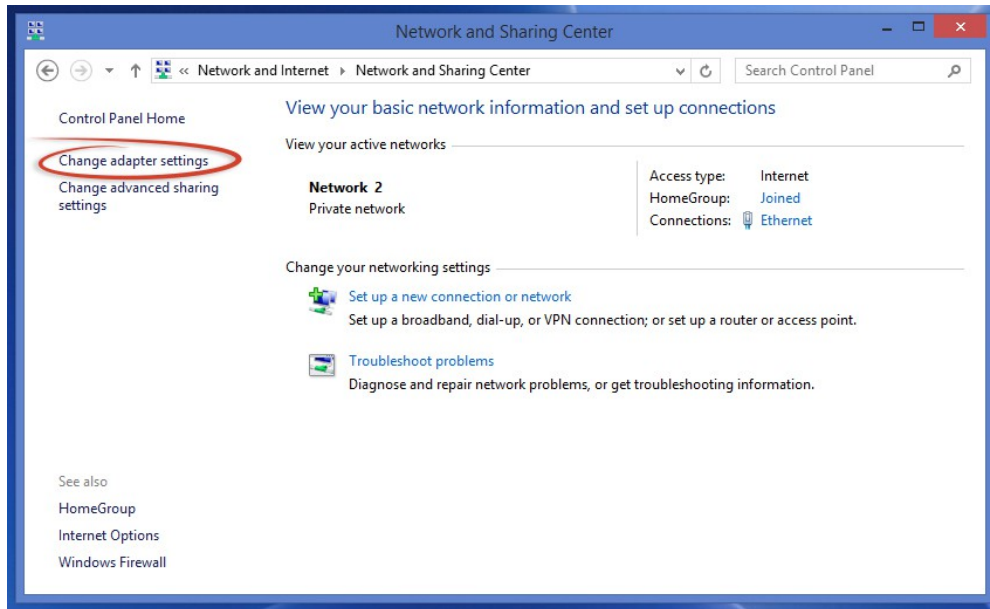 Network and Sharing Center
« Network and Internet ▸ Network and Sharing Center
Search Control Panel
Control Panel Home
Change adapter settings
Change advanced sharing
settings
View your basic network information and set up connections
View your active networks
Network 2
Private network
Access type: Internet
HomeGroup: Joined
Connections: Ethernet
Change your networking settings
Set up a new connection or network
Set up a broadband, dial-up, or VPN connection; or set up a router or access point.
Troubleshoot problems
Diagnose and repair network problems, or get troubleshooting information.
See also
HomeGroup
Internet Options
Windows Firewall